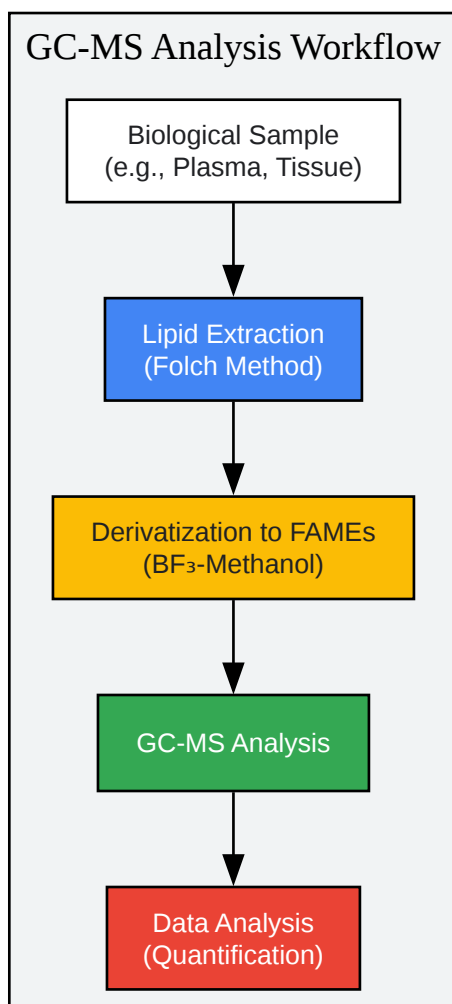 GC-MS Analysis Workflow
Biological Sample
(e.g., Plasma, Tissue)
Lipid Extraction
(Folch Method)
Derivatization to FAMEs
(BF₃-Methanol)
GC-MS Analysis
Data Analysis
(Quantification)